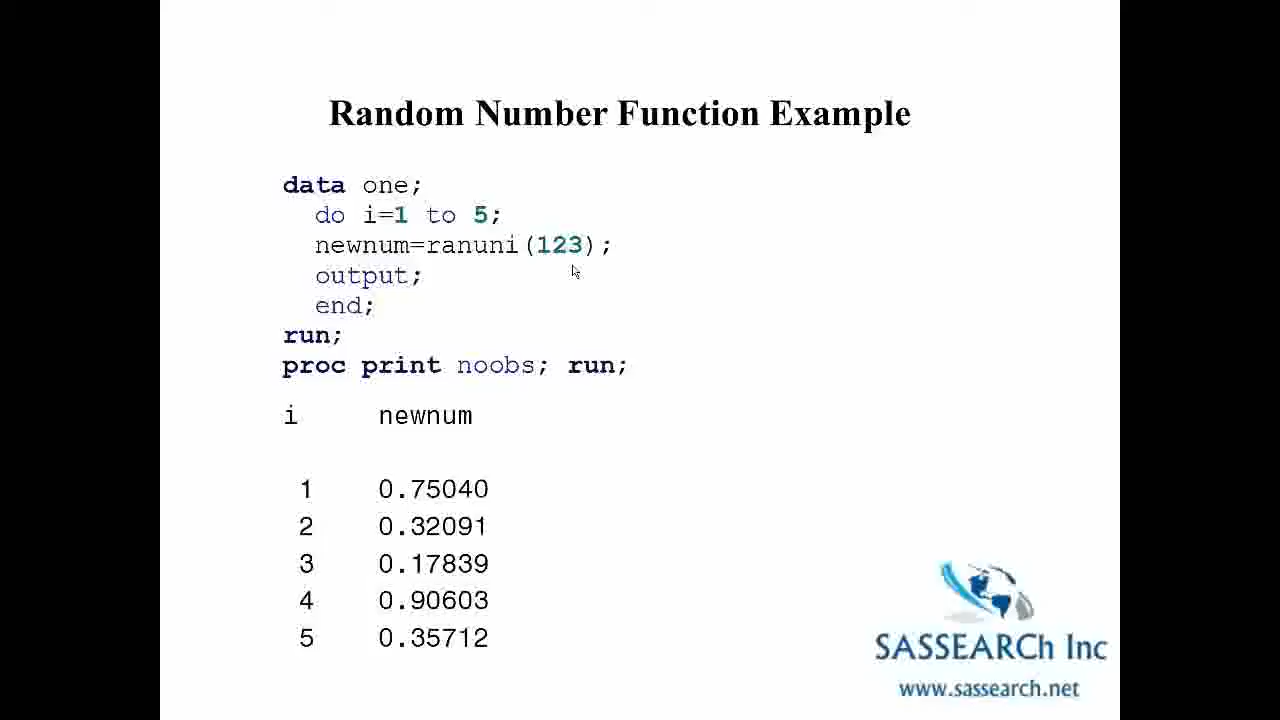 Random Number Function Example
data one;
do i=1 to 5;
newnum=ranuni(123);
output;
end;
run;
proc print noobs; run;
i newnum
1 0.75040
2 0.32091
3 0.17839
4 0.90603
5 0.35712
SASSEARCh Inc
www.sassearch.net